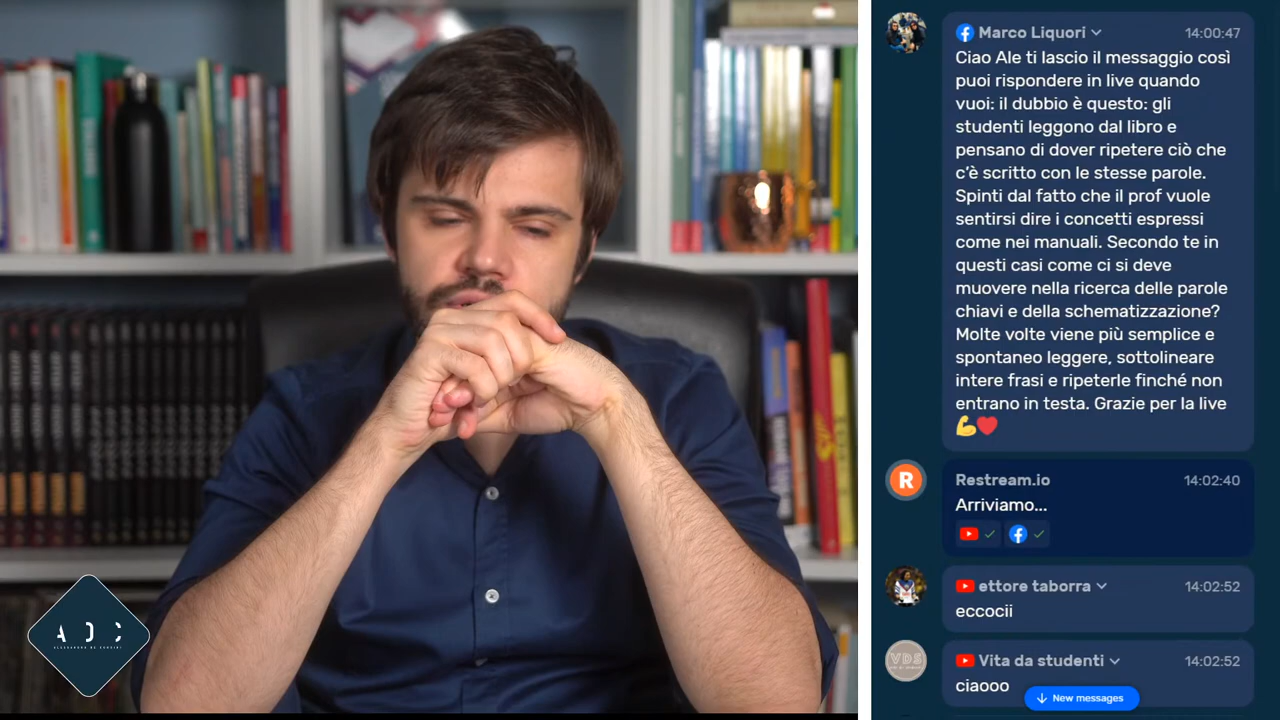 Marco Liquori
14:00:47
Ciao Ale ti lascio il messaggio così
puoi rispondere in live quando
vuoi: il dubbio è questo: gli
studenti leggono dal libro e
pensano di dover ripetere ciò che
c'è scritto con le stesse parole.
Spinti dal fatto che il prof vuole
sentirsi dire i concetti espressi
come nei manuali. Secondo te in
questi casi come ci si deve
muovere nella ricerca delle parole
chiavi e della schematizzazione?
Molte volte viene più semplice e
spontaneo leggere, sottolineare
intere frasi e ripeterle finché non
entrano in testa. Grazie per la live
💪❤️
R
Restream.io
14:02:40
Arriviamo...
ettore taborra
14:02:52
eccocii
VDS
Vita da studenti
14:02:52
ciaooo
New messages